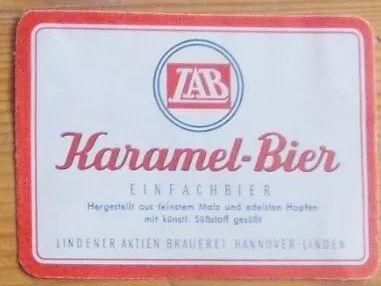 LAB
Karamel-Bier
EINFACHBIER
Hergestellt aus feinstem Malz und edelsten Hopfen
mit künstl. Süßstoff gesüßt
LINDENER AKTIEN-BRAUEREI HANNOVER-LINDEN